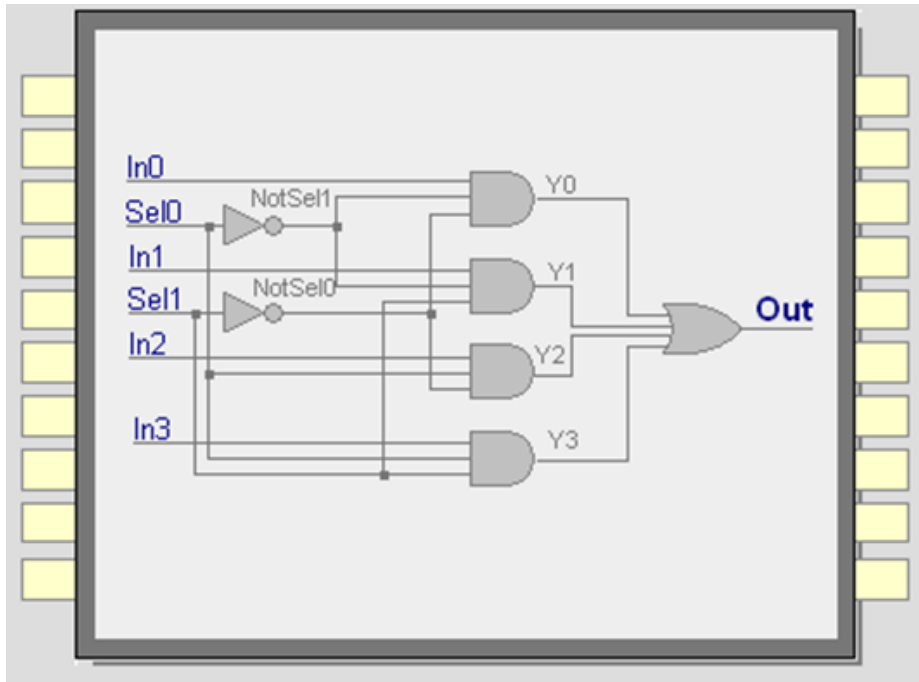 In0
Y0
NotSel1
Sel0
In1
Y1
NotSel0
Sel1
Out
In2
Y2
In3
Y3